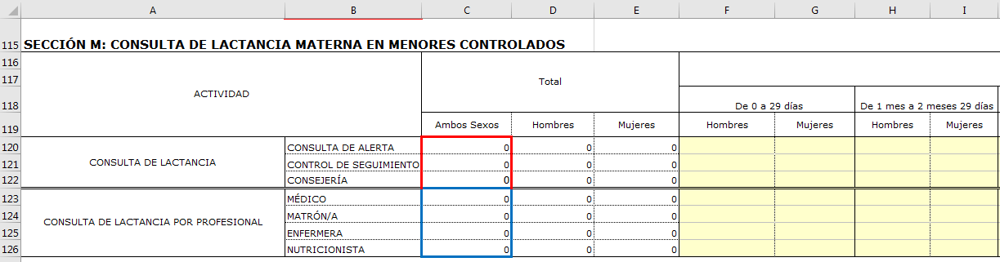 A B C D E F G H I
115 SECCIÓN M: CONSULTA DE LACTANCIA MATERNA EN MENORES CONTROLADOS
116
117 ACTIVIDAD Total
118 De 0 a 29 días De 1 mes a 2 meses 29 días
119 Ambos Sexos Hombres Mujeres Hombres Mujeres Hombres Mujeres
120 CONSULTA DE ALERTA 0 0 0
121 CONSULTA DE LACTANCIA CONTROL DE SEGUIMIENTO 0 0 0
122 CONSEJERÍA 0 0 0
123 MÉDICO 0 0 0
124 CONSULTA DE LACTANCIA POR PROFESIONAL MATRÓN/A 0 0 0
125 ENFERMERA 0 0 0
126 NUTRICIONISTA 0 0 0